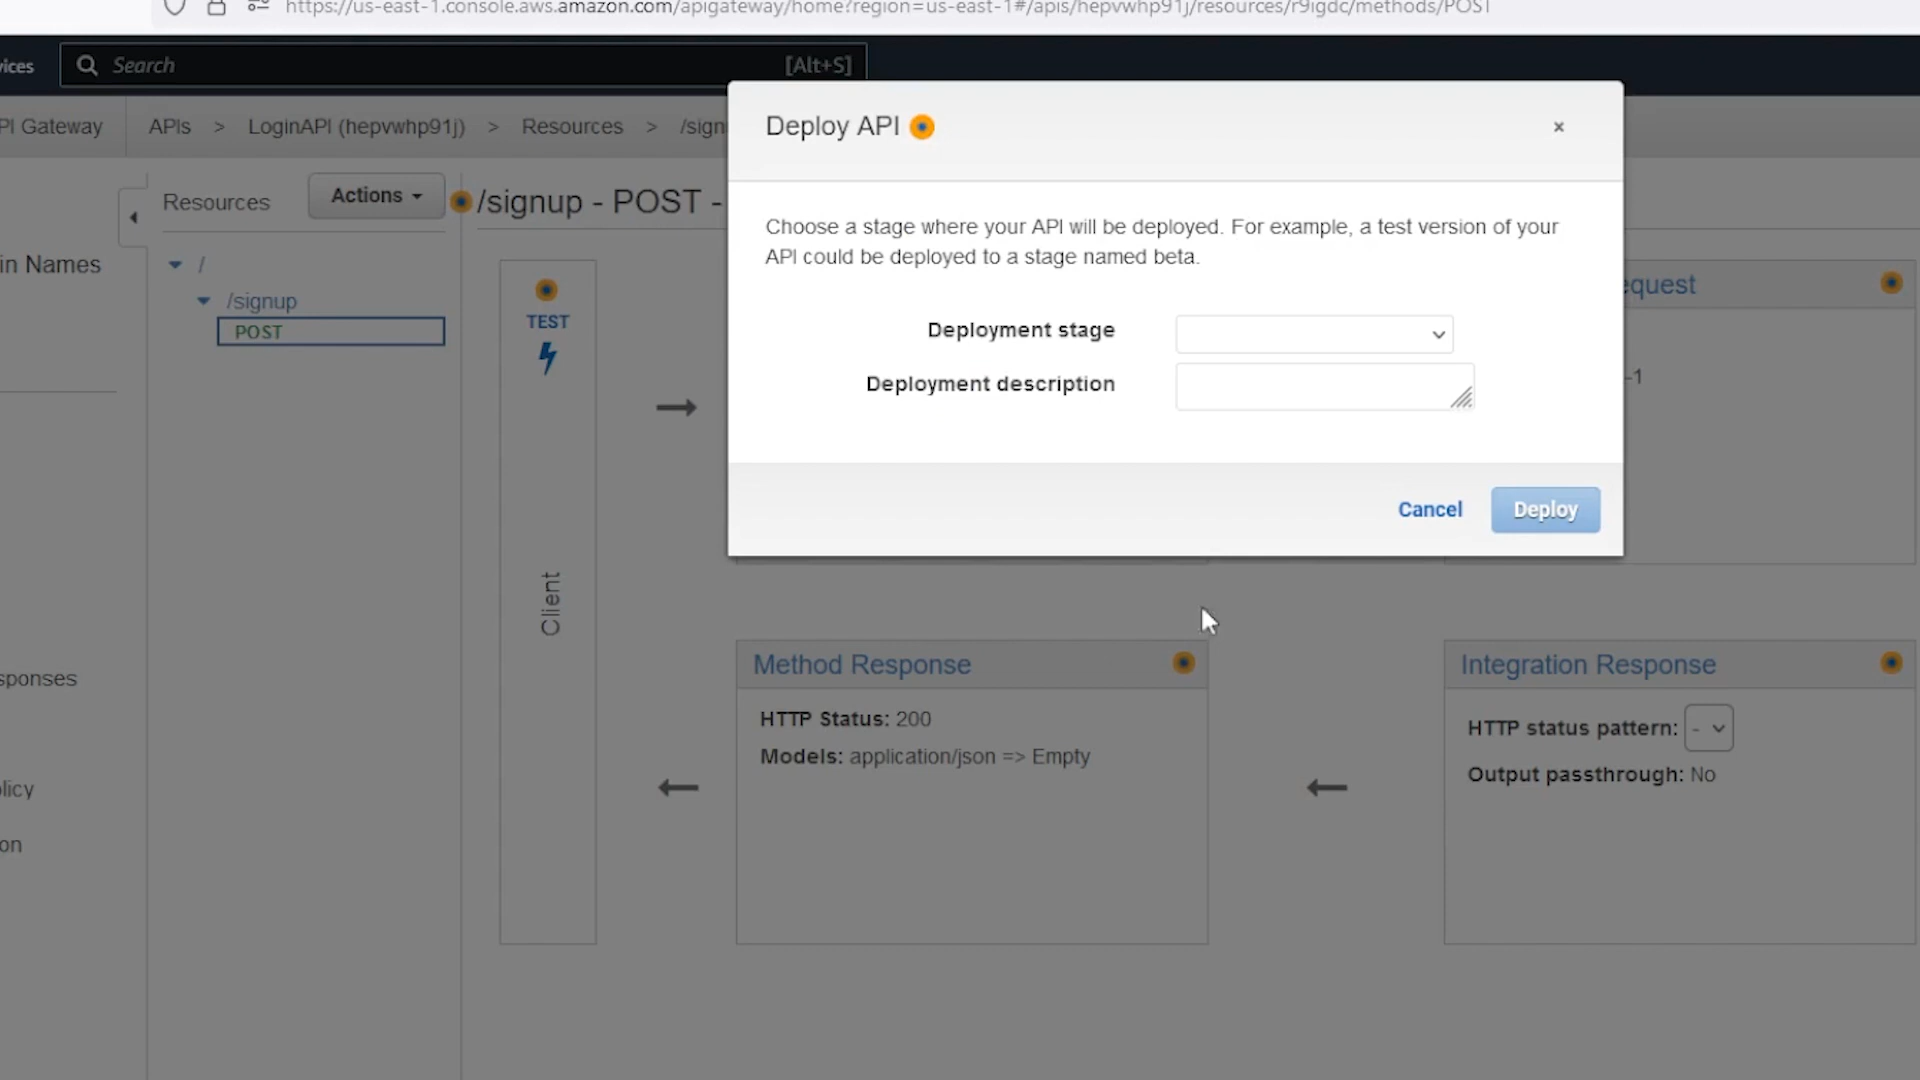 https://us-east-1.console.aws.amazon.com/apigateway/home?region=us-east-1#/apis/hepvwhp91j/resources/r9igdc/methods/POST
vices
Search
[Alt+S]
PI Gateway
APIs > LoginAPI (hepvwhp91j) > Resources > /sign
Deploy API
×
Resources
Actions
/signup - POST -
Choose a stage where your API will be deployed. For example, a test version of your
API could be deployed to a stage named beta.
in Names
/
/signup
POST
TEST
equest
Deployment stage
-1
Deployment description
Cancel
Deploy
Client
sponses
Method Response
HTTP Status: 200
Models: application/json => Empty
Integration Response
HTTP status pattern: -
Output passthrough: No
licy
on